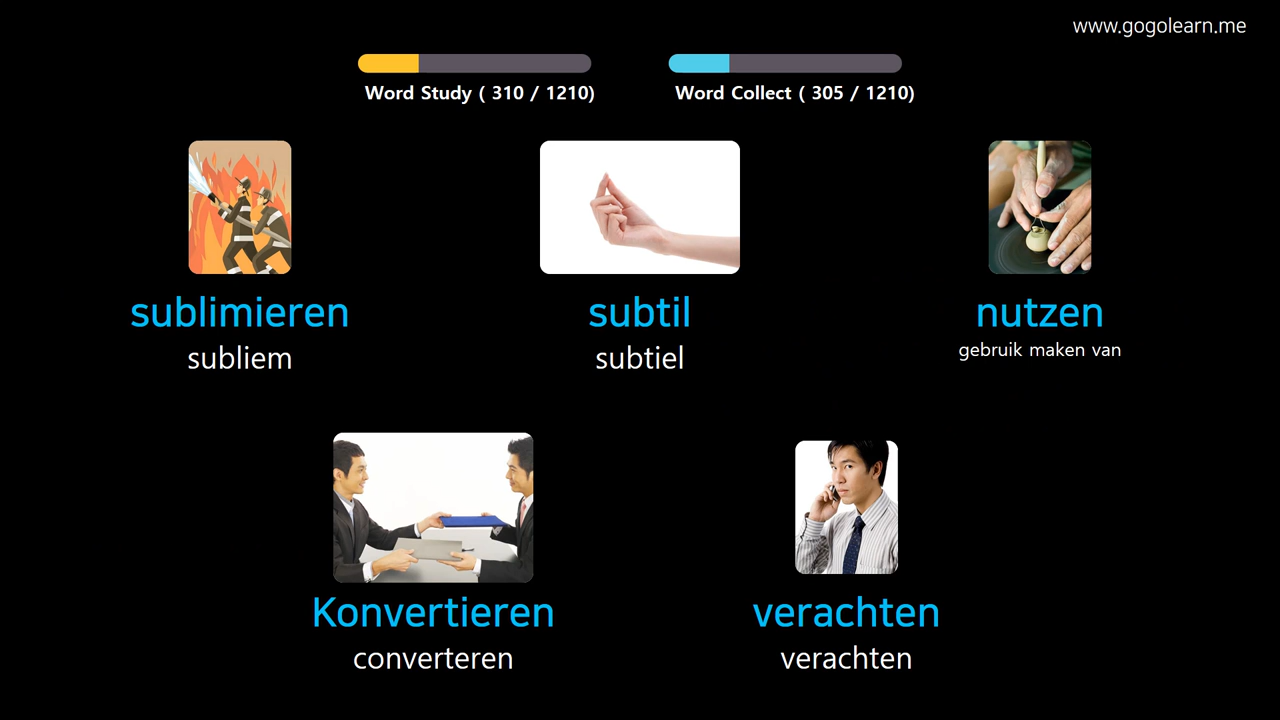 www.gogolearn.me
Word Study ( 310 / 1210)
Word Collect ( 305 / 1210)
sublimieren
subliem
subtil
subtiel
nutzen
gebruik maken van
Konvertieren
converteren
verachten
verachten